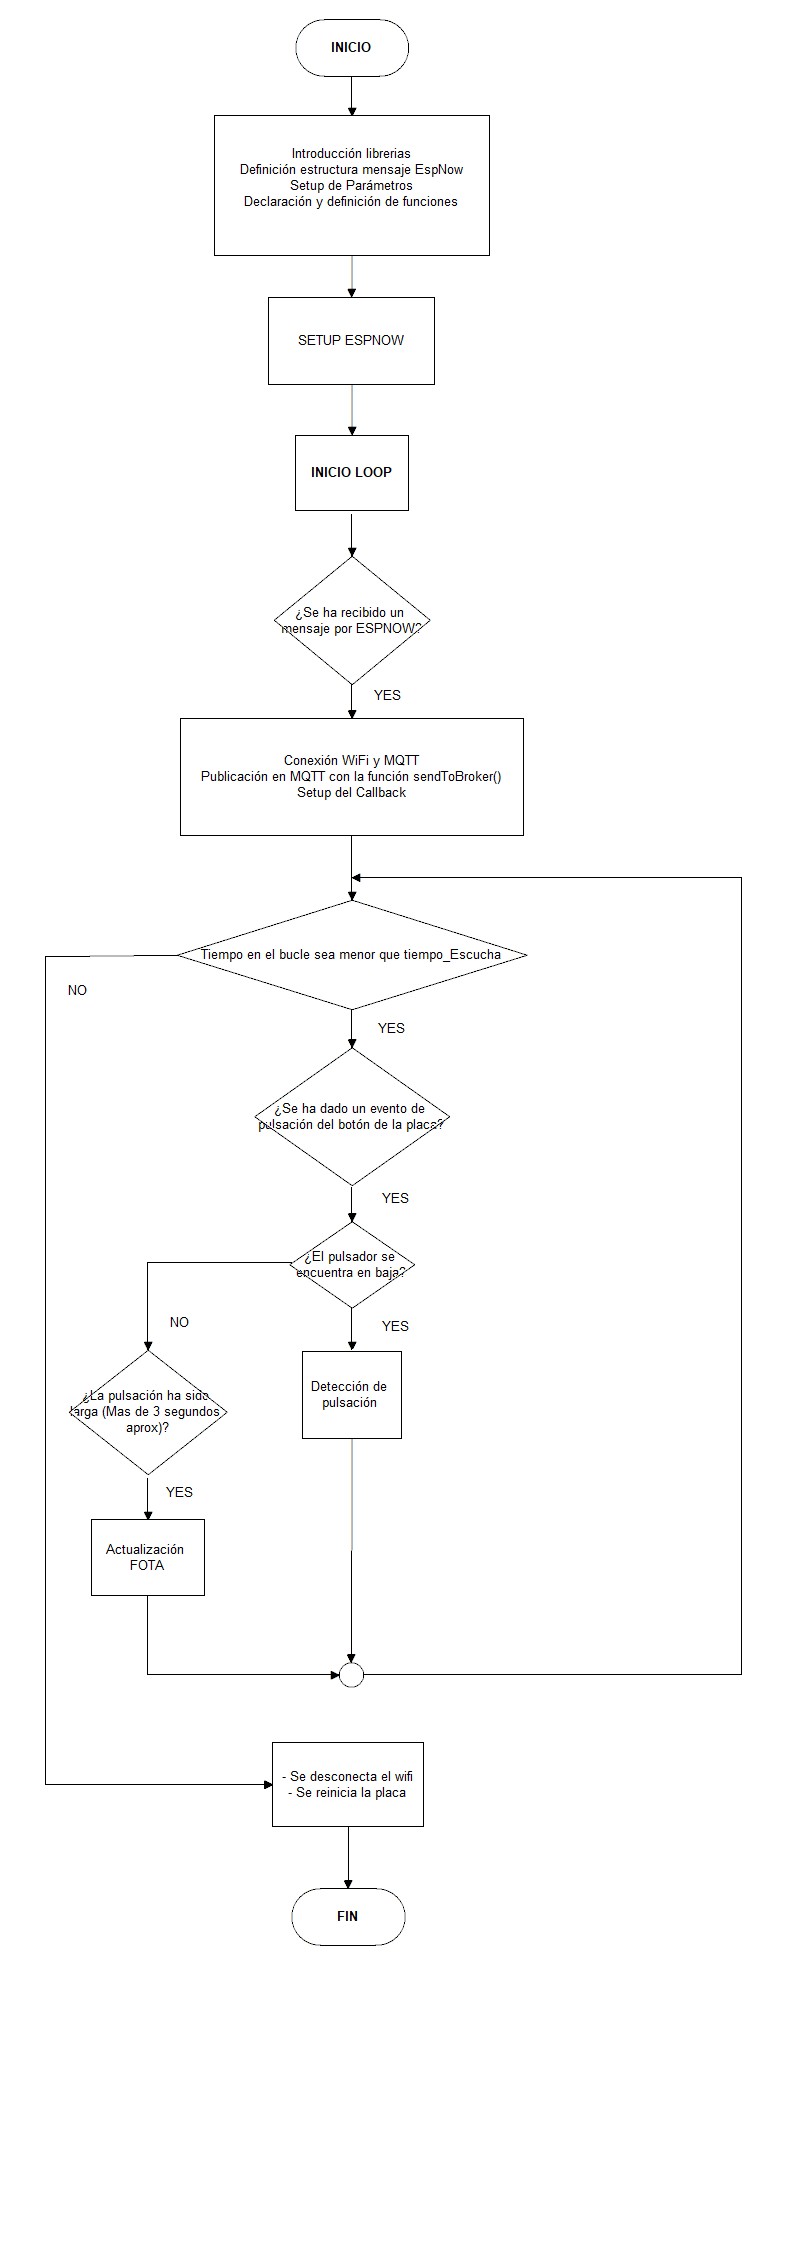 INICIO
Introducción librerias
Definición estructura mensaje EspNow
Setup de Parámetros
Declaración y definición de funciones
SETUP ESPNOW
INICIO LOOP
¿Se ha recibido un
mensaje por ESPNOW?
YES
Conexión WiFi y MQTT
Publicación en MQTT con la función sendToBroker()
Setup del Callback
Tiempo en el bucle sea menor que tiempo_Escucha
NO
YES
¿Se ha dado un evento de
pulsación del botón de la placa?
YES
¿El pulsador se
encuentra en baja?
NO
YES
¿La pulsación ha sido
larga (Mas de 3 segundos
aprox)?
Detección de
pulsación
YES
Actualización
FOTA
- Se desconecta el wifi
- Se reinicia la placa
FIN